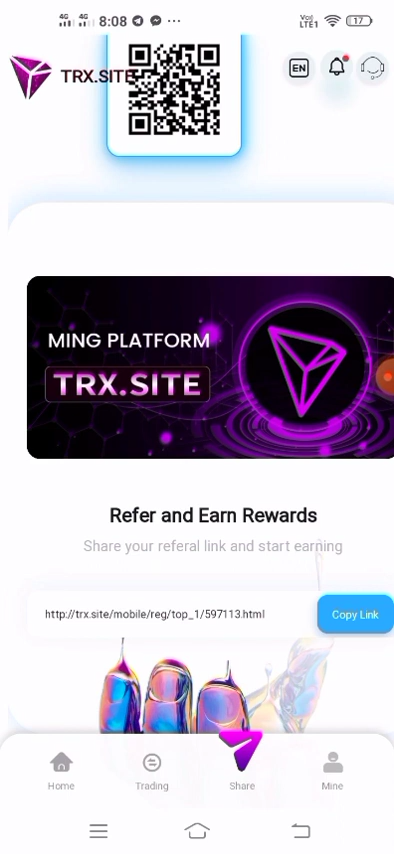 4G 4G 8:08 VoI) LTE1 17
TRX.SITE EN
MING PLATFORM
TRX.SITE
Refer and Earn Rewards
Share your referal link and start earning
http://trx.site/mobile/reg/top_1/597113.html Copy Link
Home Trading Share Mine